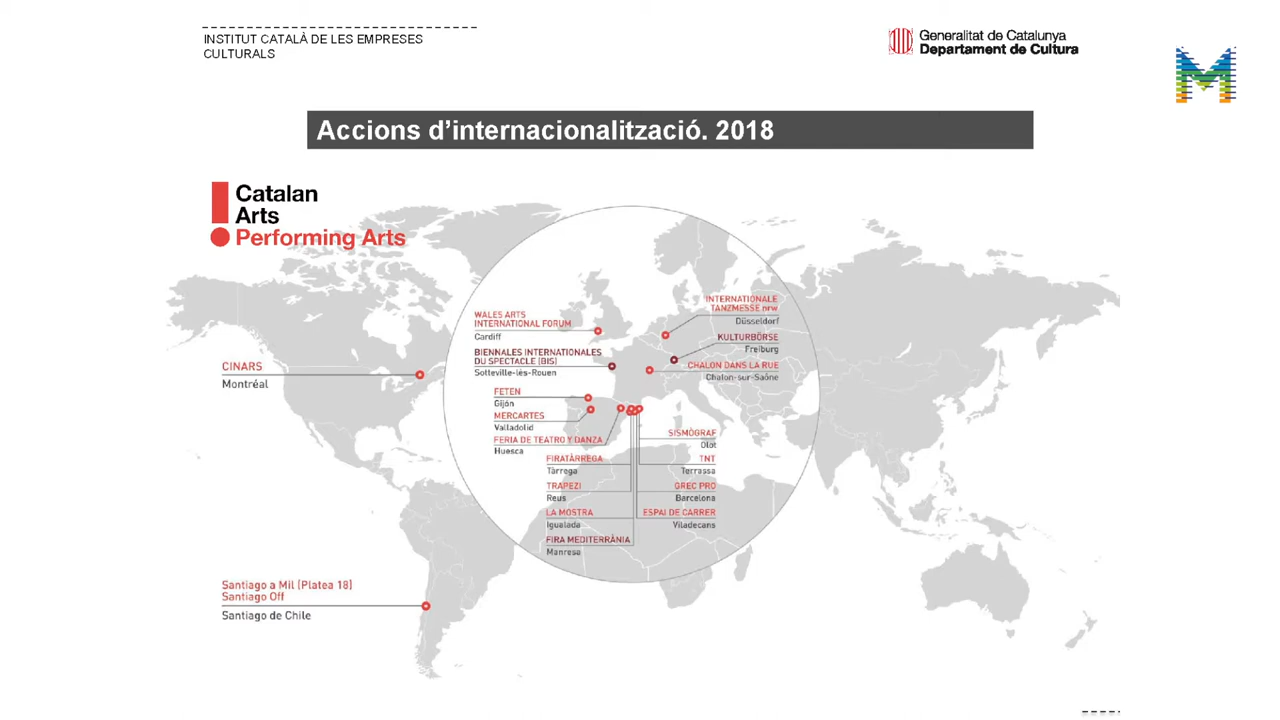 INSTITUT CATALÀ DE LES EMPRESES
CULTURALS
Generalitat de Catalunya
Departament de Cultura
M
Accions d'internacionalització. 2018
Catalan
Arts
Performing Arts
INTERNATIONALE
TANZMESSE nrw
Düsseldorf
WALES ARTS
INTERNATIONAL FORUM
Cardiff
KULTURBÖRSE
Freiburg
BIENNALES INTERNATIONALES
DU SPECTACLE (BIS)
Sotteville-lés-Rouen
CHALON DANS LA RUE
Chalon-sur-Saône
CINARS
Montréal
FETEN
Gijón
MERCARTES
Valladolid
FERIA DE TEATRO Y DANZA
Huesca
SISMÒGRAF
Olot
FIRATÀRREGA
Tàrrega
TNT
Terrassa
TRAPEZI
Reus
GREC PRO
Barcelona
LA MOSTRA
Igualada
ESPAI DE CARRER
Viladecans
FIRA MEDITERRÀNIA
Manresa
Santiago a Mil (Platea 18)
Santiago Off
Santiago de Chile